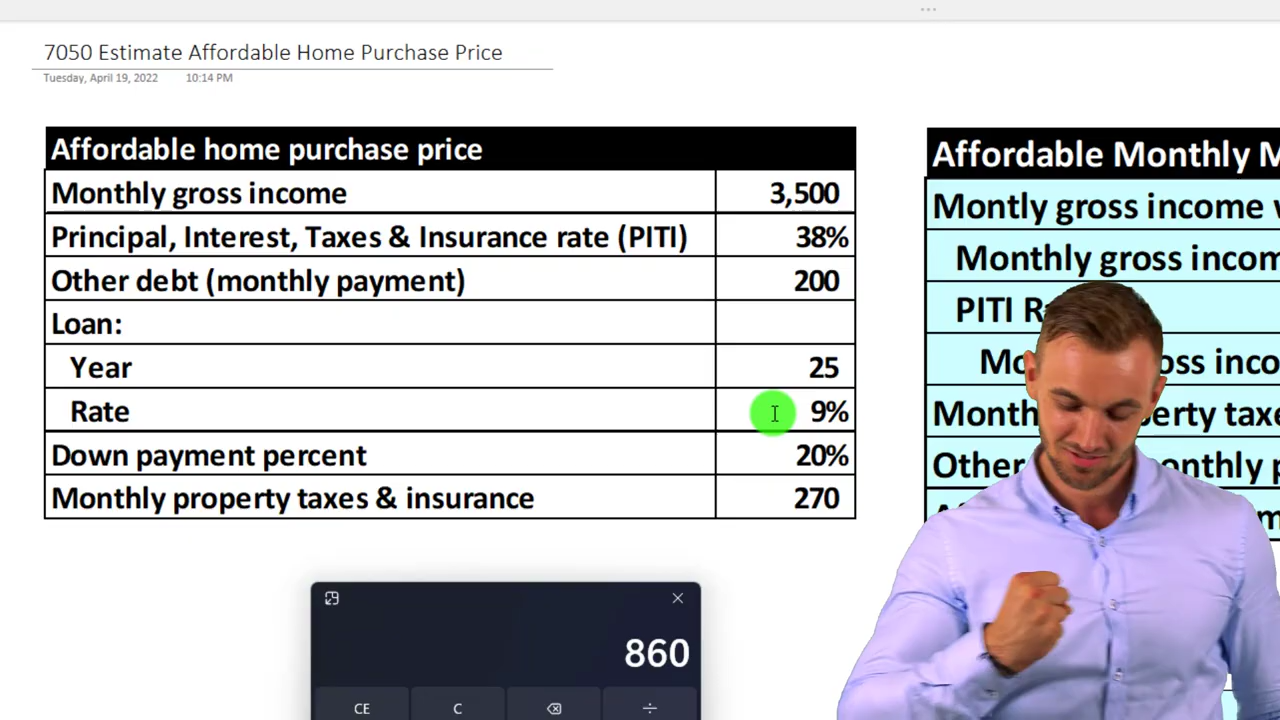 7050 Estimate Affordable Home Purchase Price
Tuesday, April 19, 2022 10:14 PM
Affordable home purchase price
Monthly gross income 3,500
Principal, Interest, Taxes & Insurance rate (PITI) 38%
Other debt (monthly payment) 200
Loan:
Year 25
Rate 9%
Down payment percent 20%
Monthly property taxes & insurance 270
Affordable Monthly M
Montly gross income
Monthly gross incom
PITI
oss inco
Month erty taxe
Other onthly p
860
CE C ÷